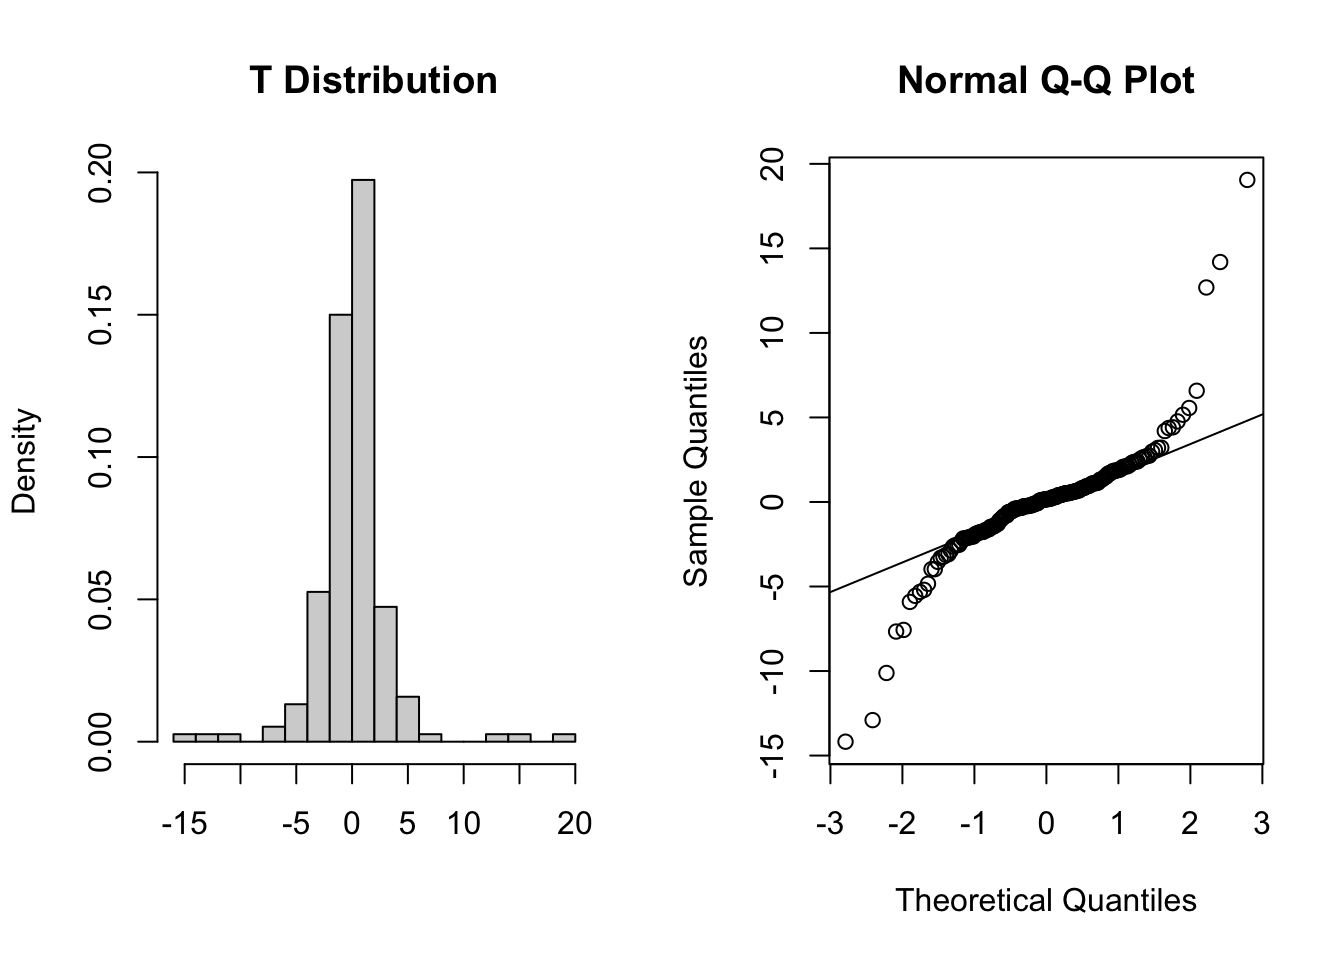 T Distribution
Density
0.00 0.05 0.10 0.15 0.20
-15 -5 0 5 10 20
Normal Q-Q Plot
Sample Quantiles
-15 -10 -5 0 5 10 15 20
-3 -2 -1 0 1 2 3
Theoretical Quantiles